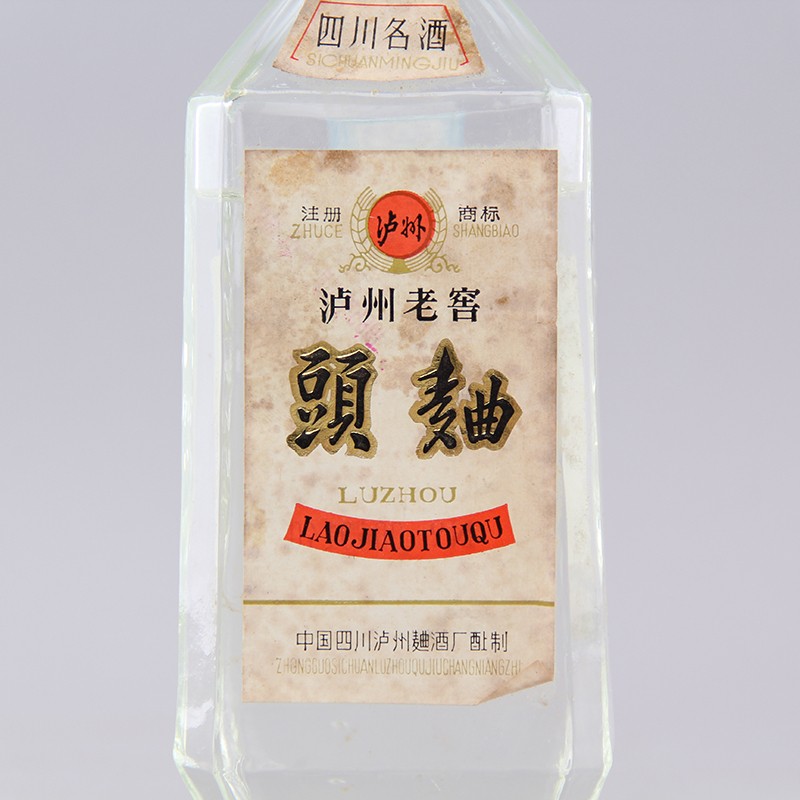 四川名酒
SICHUANMINGJIU
注册 商标
ZHUCE SHANGBIAO
泸州
泸州老窖
頭麯
LUZHOU
LAOJIAOTOUQU
中国四川泸州麯酒厂酿制
ZHONGGUOSICHUANLUZHOUQUJIUCHANGNIANGZHI